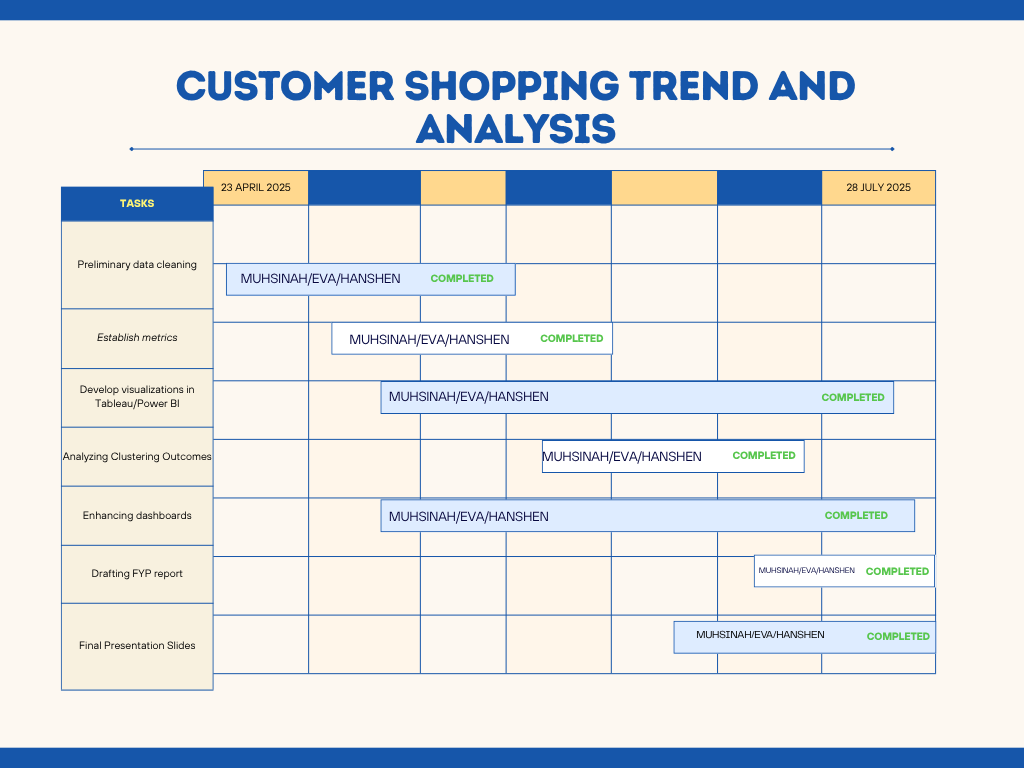 CUSTOMER SHOPPING TREND AND
ANALYSIS
23 APRIL 2025
28 JULY 2025
TASKS
Preliminary data cleaning
MUHSINAH/EVA/HANSHEN COMPLETED
Establish metrics
MUHSINAH/EVA/HANSHEN COMPLETED
Develop visualizations in
Tableau/Power BI
MUHSINAH/EVA/HANSHEN COMPLETED
Analyzing Clustering Outcomes
MUHSINAH/EVA/HANSHEN COMPLETED
Enhancing dashboards
MUHSINAH/EVA/HANSHEN COMPLETED
Drafting FYP report
MUHSINAH/EVA/HANSHEN COMPLETED
Final Presentation Slides
MUHSINAH/EVA/HANSHEN COMPLETED